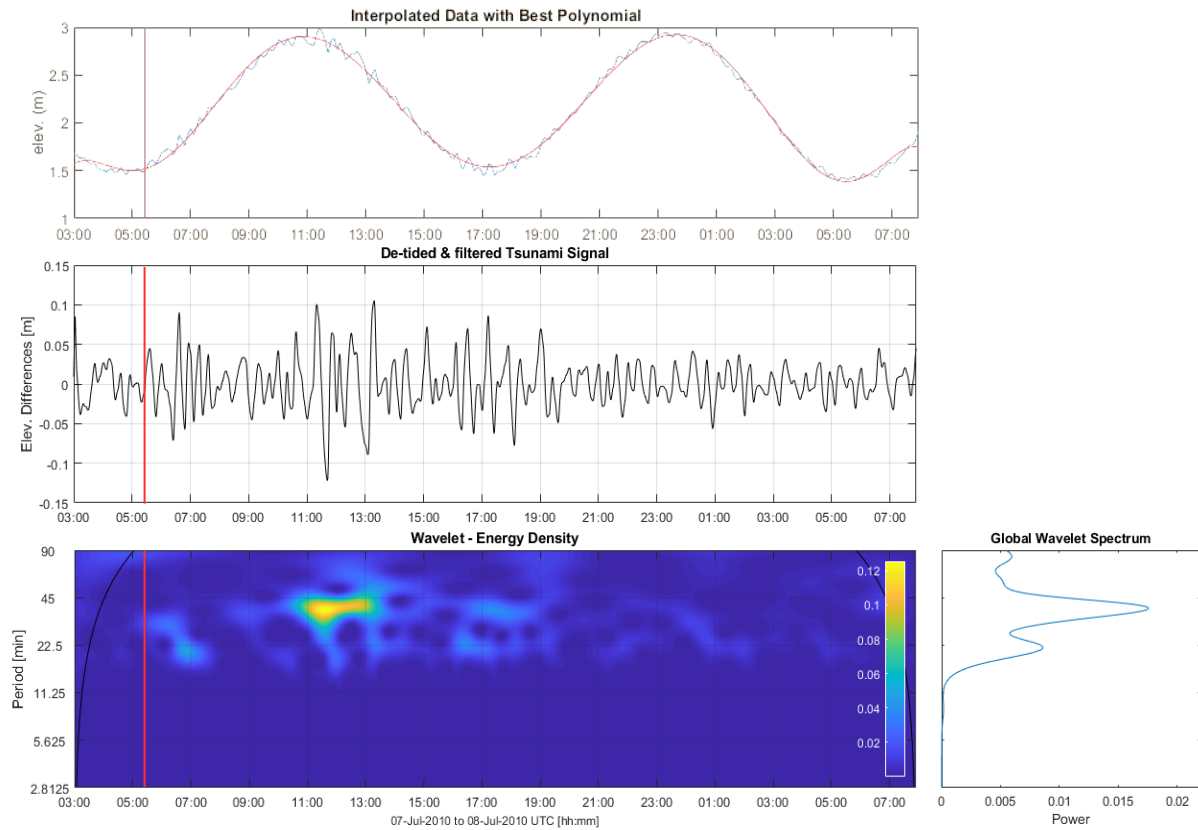 Interpolated Data with Best Polynomial
elev. (m)
3
2.5
2
1.5
1
03:00 05:00 07:00 09:00 11:00 13:00 15:00 17:00 19:00 21:00 23:00 01:00 03:00 05:00 07:00
De-tided & filtered Tsunami Signal
Elev. Differences [m]
0.15
0.1
0.05
0
-0.05
-0.1
-0.15
03:00 05:00 07:00 09:00 11:00 13:00 15:00 17:00 19:00 21:00 23:00 01:00 03:00 05:00 07:00
Wavelet - Energy Density
Period [min]
90
45
22.5
11.25
5.625
2.8125
0.12
0.1
0.08
0.06
0.04
0.02
03:00 05:00 07:00 09:00 11:00 13:00 15:00 17:00 19:00 21:00 23:00 01:00 03:00 05:00 07:00
07-Jul-2010 to 08-Jul-2010 UTC [hh:mm]
Global Wavelet Spectrum
0 0.005 0.01 0.015 0.02
Power